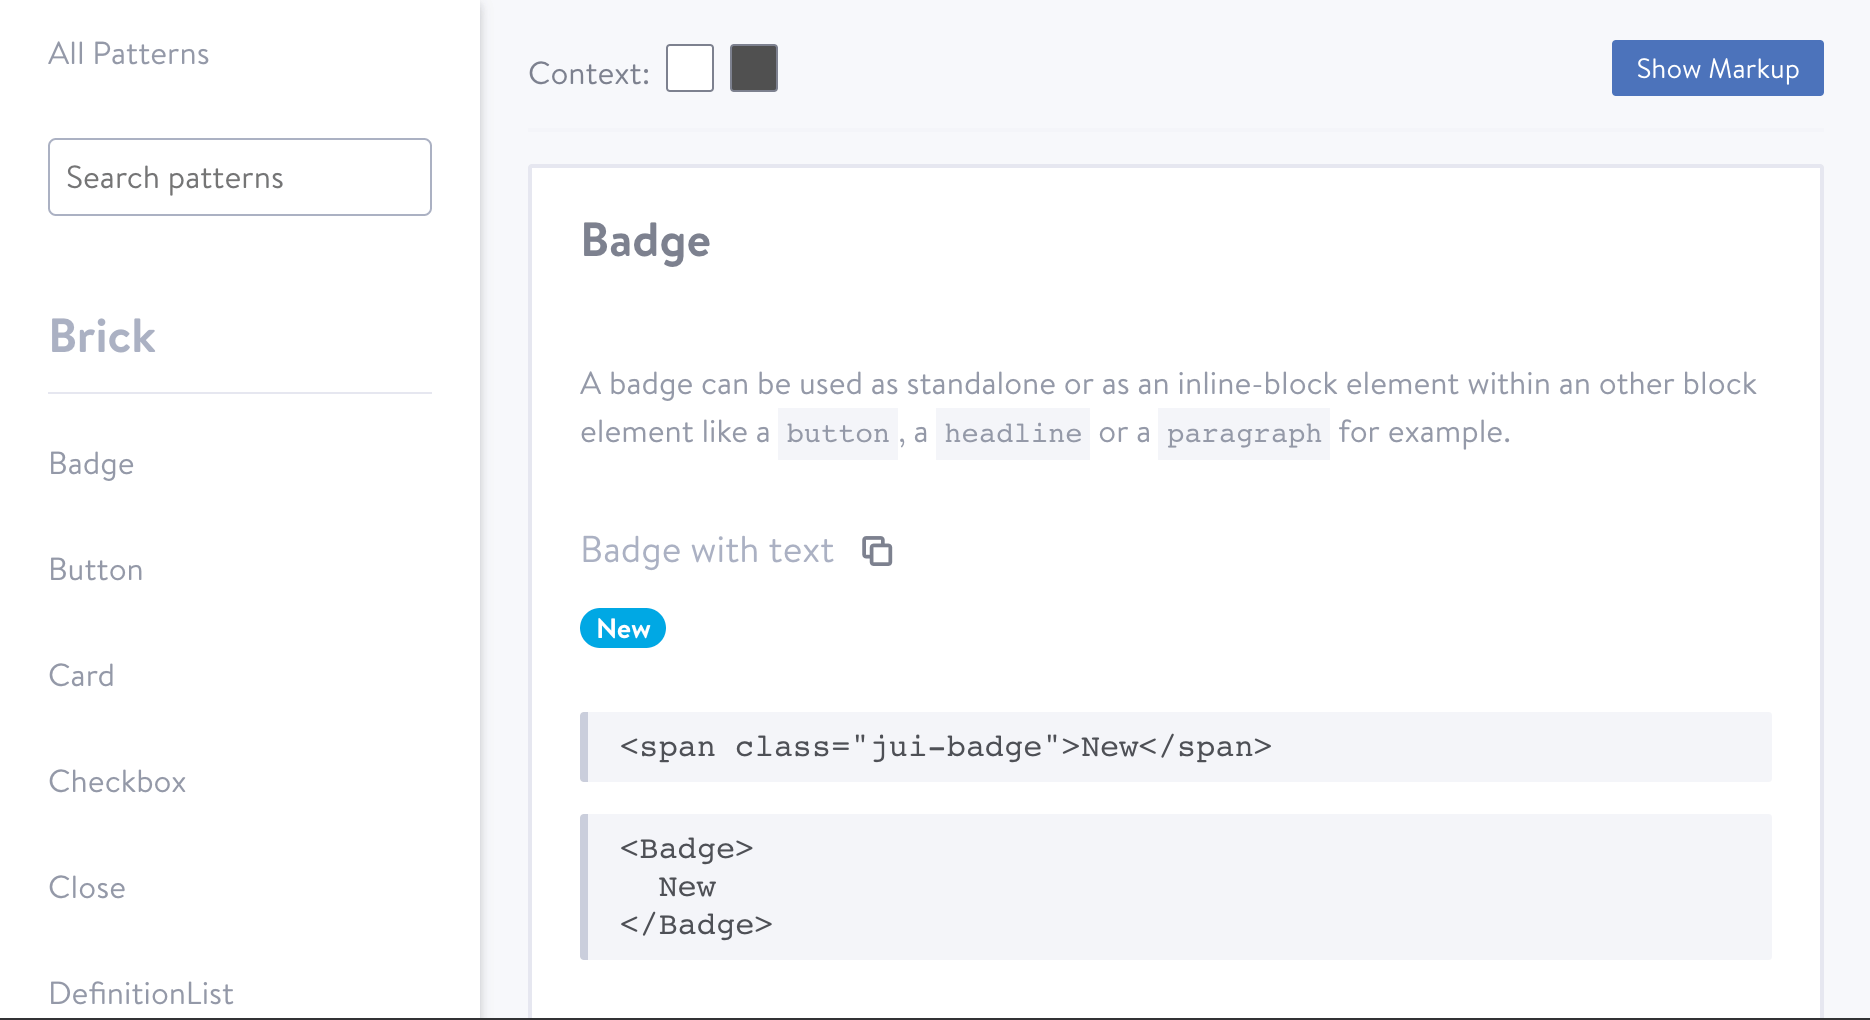 All Patterns
Search patterns
Brick
Badge
Button
Card
Checkbox
Close
DefinitionList
Context:
Show Markup
Badge
A badge can be used as standalone or as an inline-block element within an other block
element like a button, a headline or a paragraph for example.
Badge with text
New
<span class="jui-badge">New</span>
<Badge>
  New
</Badge>